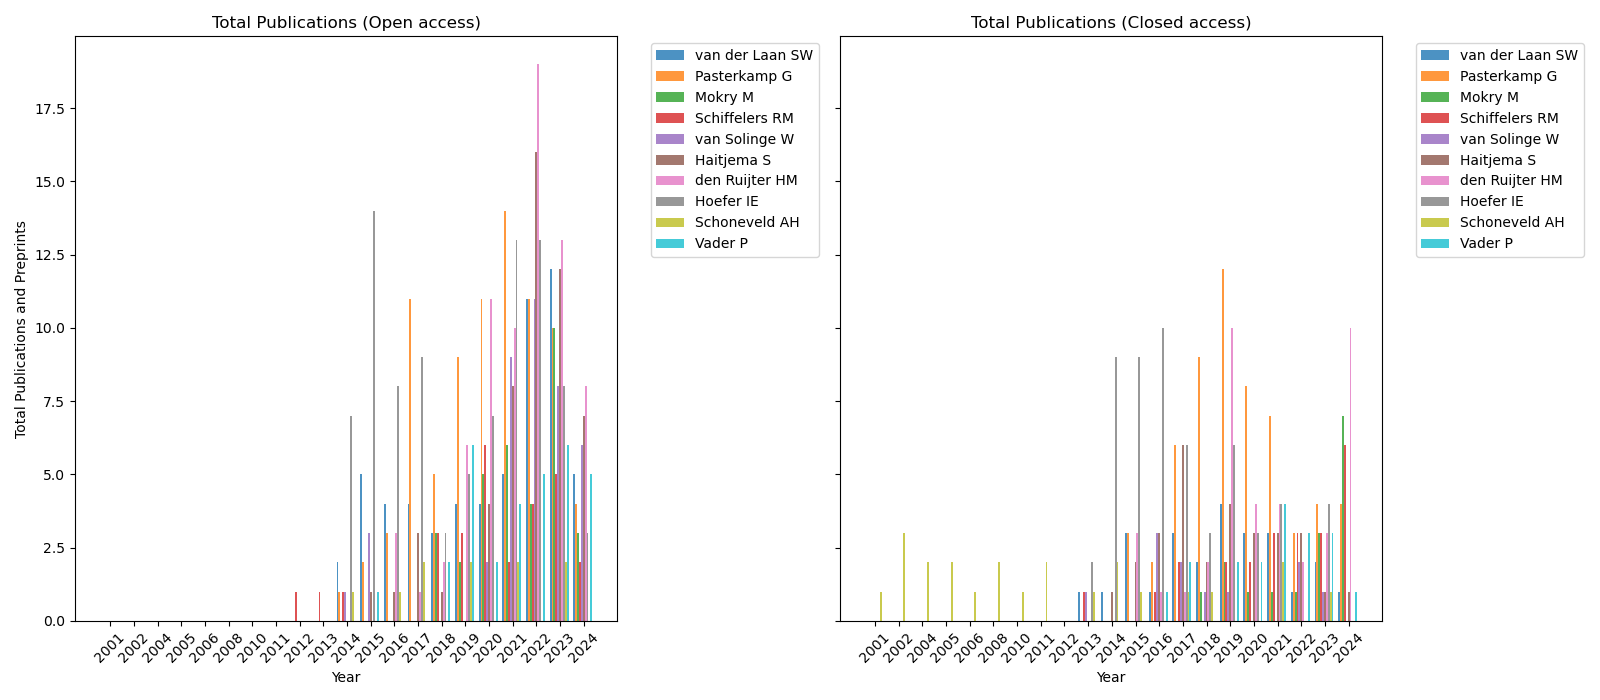 Total Publications (Open access)
Total Publications and Preprints
17.5
15.0
12.5
10.0
7.5
5.0
2.5
0.0
2001 2002 2004 2005 2006 2008 2010 2011 2012 2013 2014 2015 2016 2017 2018 2019 2020 2021 2022 2023 2024
Year
van der Laan SW
Pasterkamp G
Mokry M
Schiffelers RM
van Solinge W
Haitjema S
den Ruijter HM
Hoefer IE
Schoneveld AH
Vader P
Total Publications (Closed access)
2001 2002 2004 2005 2006 2008 2010 2011 2012 2013 2014 2015 2016 2017 2018 2019 2020 2021 2022 2023 2024
Year
van der Laan SW
Pasterkamp G
Mokry M
Schiffelers RM
van Solinge W
Haitjema S
den Ruijter HM
Hoefer IE
Schoneveld AH
Vader P